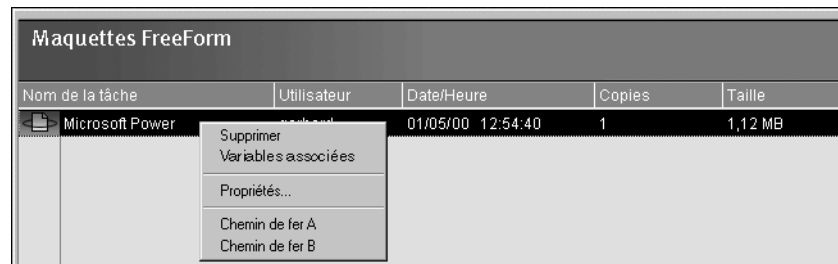 Maquettes FreeForm
Nom de la tâche Utilisateur Date/Heure Copies Taille
Microsoft Power 01/05/00 12:54:40 1 1,12 MB
Supprimer
Variables associées
Propriétés...
Chemin de fer A
Chemin de fer B